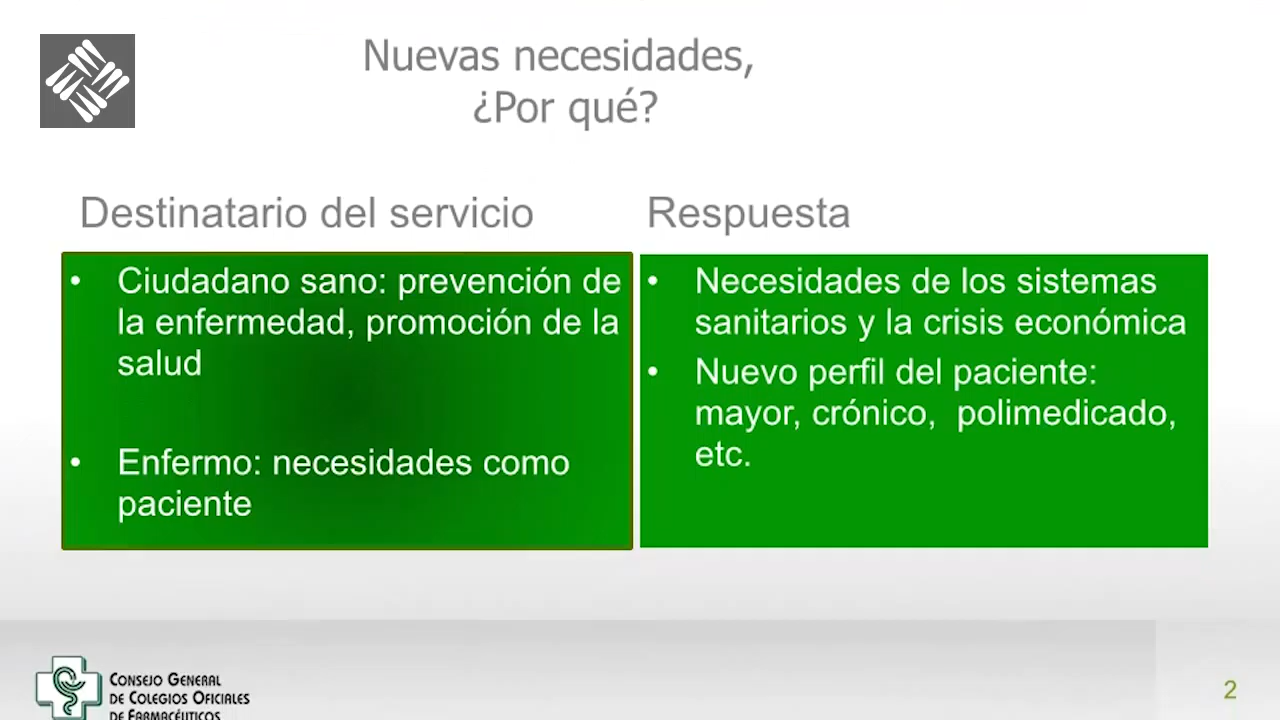 Nuevas necesidades,
¿Por qué?
Destinatario del servicio
• Ciudadano sano: prevención de
la enfermedad, promoción de la
salud
• Enfermo: necesidades como
paciente
Respuesta
• Necesidades de los sistemas
sanitarios y la crisis económica
• Nuevo perfil del paciente:
mayor, crónico, polimedicado,
etc.
CONSEJO GENERAL
DE COLEGIOS OFICIALES
DE FARMACÉUTICOS
2